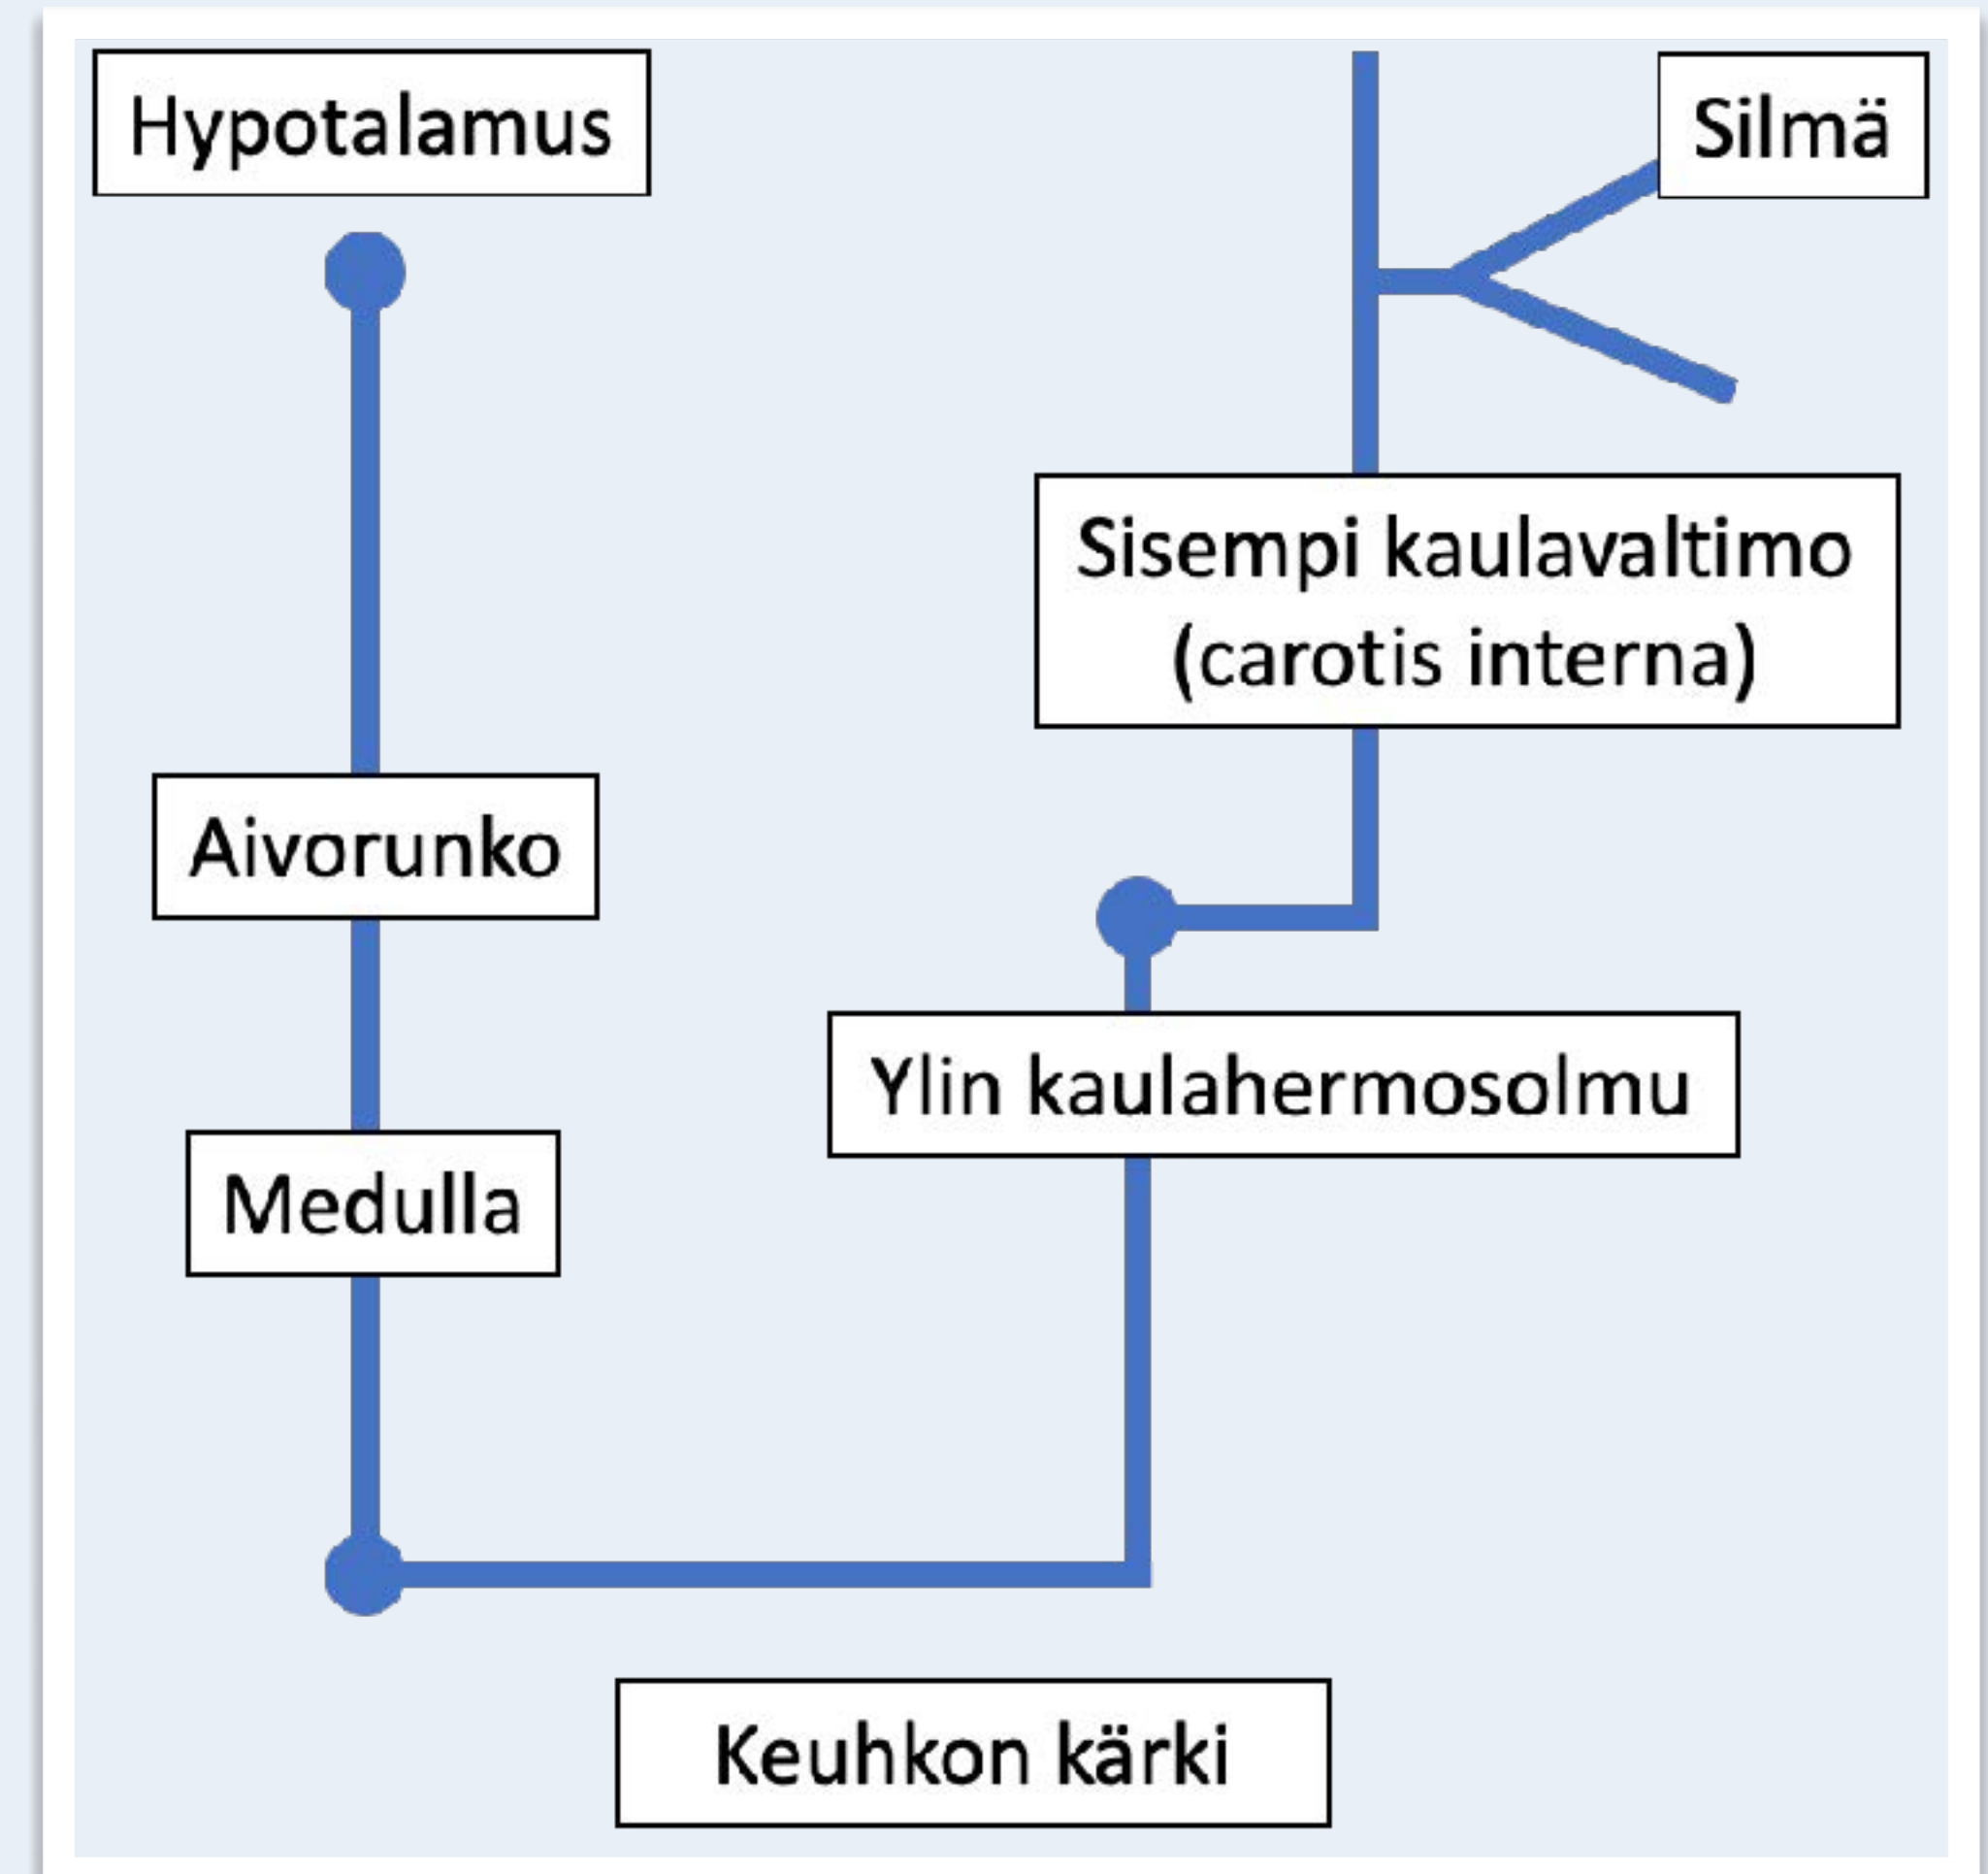 Hypotalamus
Silmä
Sisempi kaulavaltimo
(carotis interna)
Aivorunko
Ylin kaulahermosolmu
Medulla
Keuhkon kärki